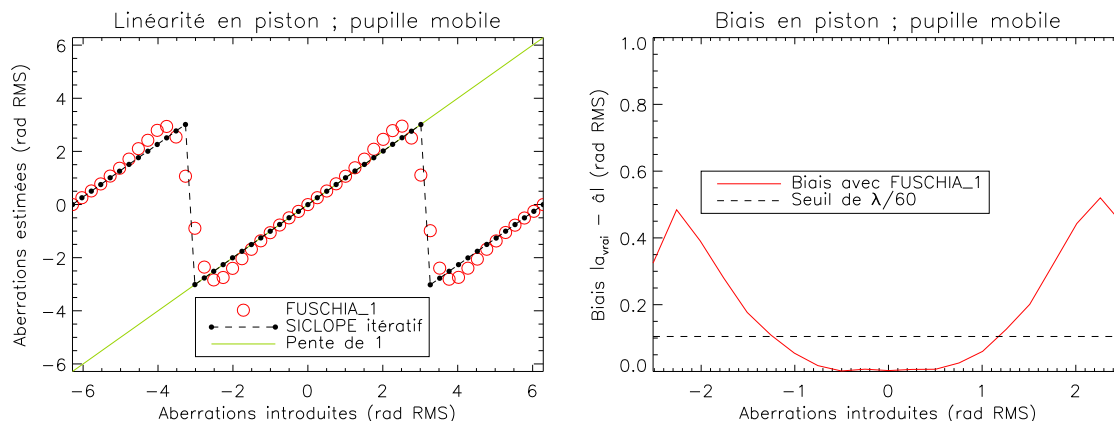 Linéarité en piston ; pupille mobile
Aberrations estimées (rad RMS)
6
4
2
0
−2
−4
−6
FUSCHIA_1
SICLOPE itératif
Pente de 1
−6 −4 −2 0 2 4 6
Aberrations introduites (rad RMS)
Biais en piston ; pupille mobile
Biais |a_vrai − â| (rad RMS)
1.0
0.8
0.6
0.4
0.2
0.0
Biais avec FUSCHIA_1
Seuil de λ/60
−2 −1 0 1 2
Aberrations introduites (rad RMS)